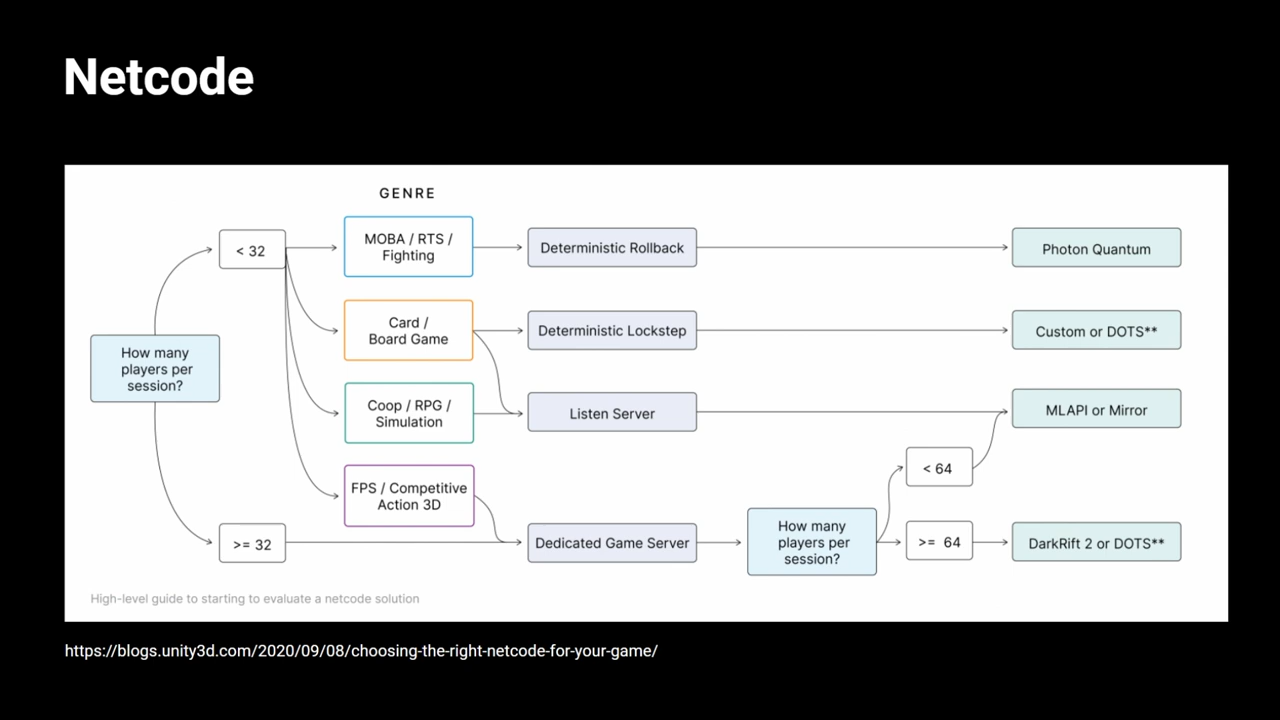 Netcode
GENRE
< 32
MOBA / RTS /
Fighting
Deterministic Rollback
Photon Quantum
Card /
Board Game
Deterministic Lockstep
Custom or DOTS**
How many
players per
session?
Coop / RPG /
Simulation
Listen Server
MLAPI or Mirror
< 64
FPS / Competitive
Action 3D
>= 32
Dedicated Game Server
How many
players per
session?
>= 64
DarkRift 2 or DOTS**
High-level guide to starting to evaluate a netcode solution
https://blogs.unity3d.com/2020/09/08/choosing-the-right-netcode-for-your-game/